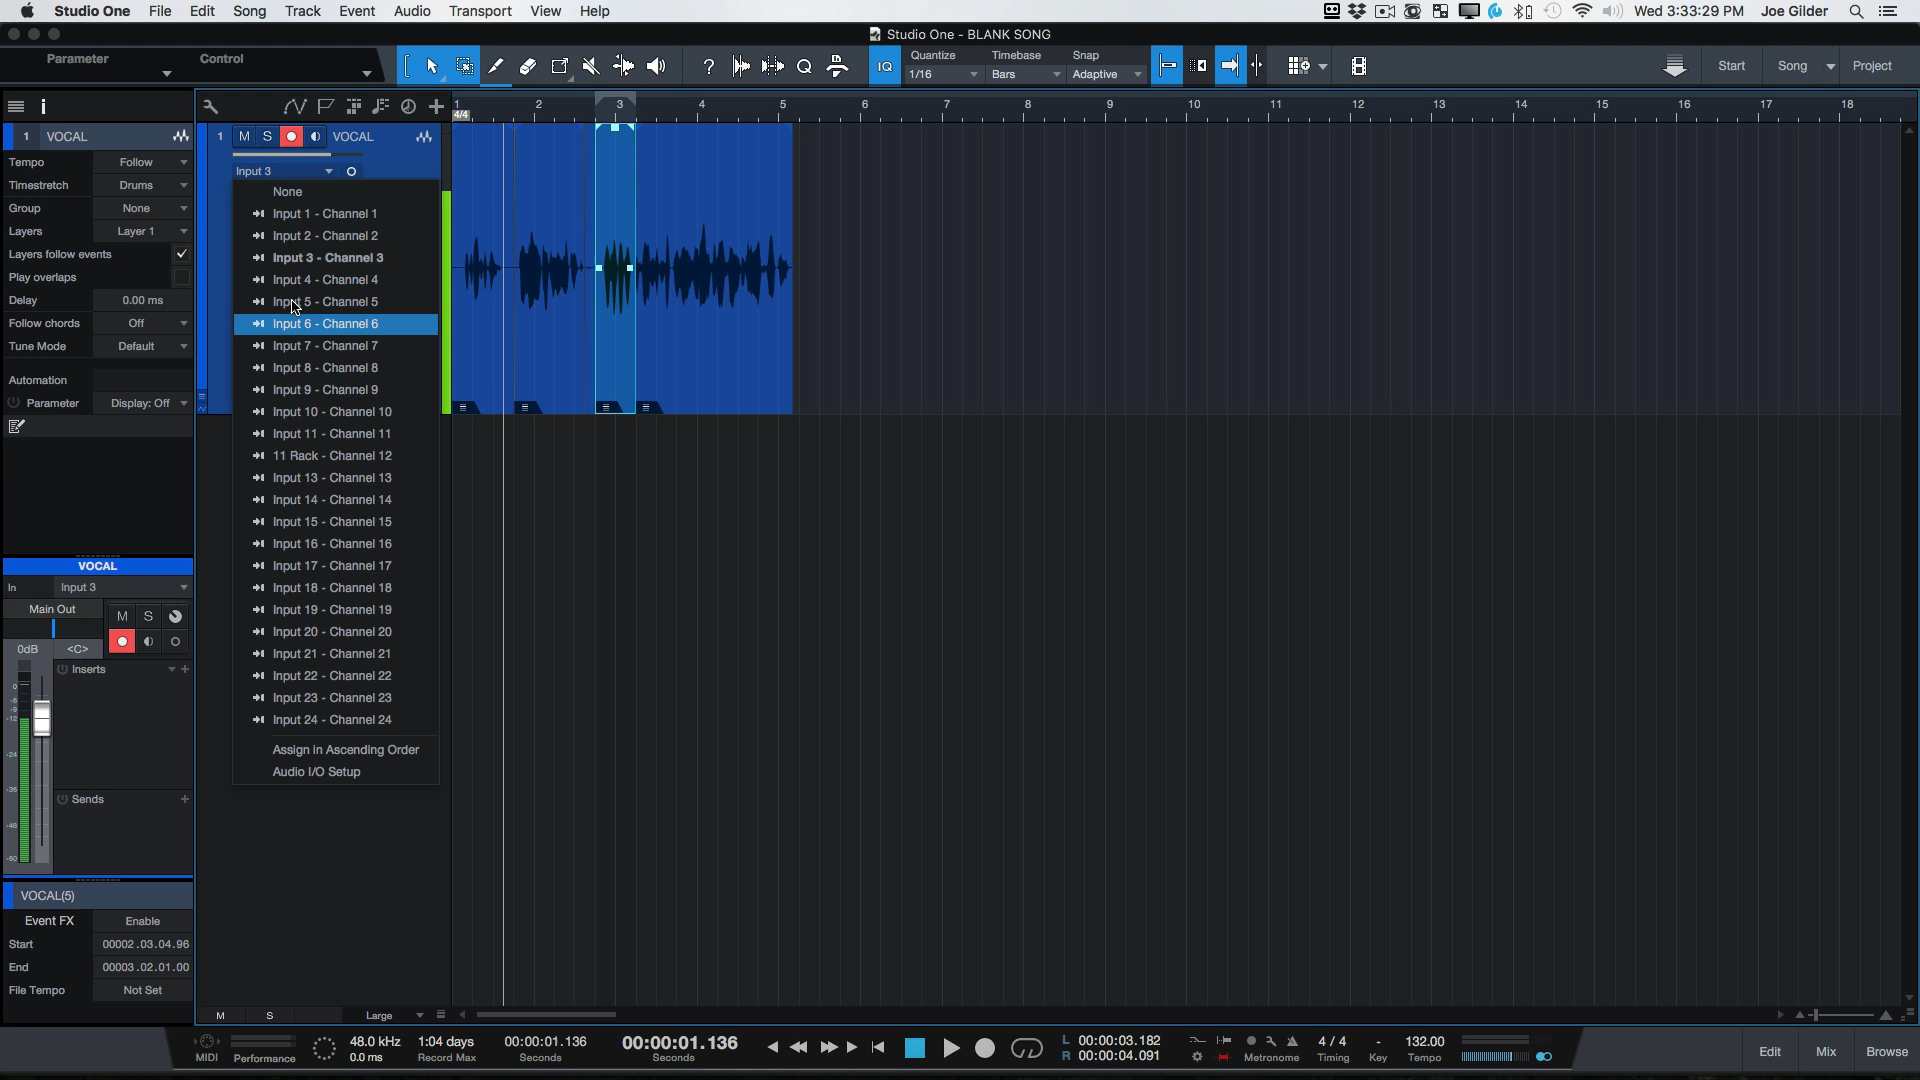 Studio One File Edit Song Track Event Audio Transport View Help Wed 3:33:29 PM Joe Gilder
Studio One - BLANK SONG
Parameter Control
? IQ Quantize Timebase Snap
1/16 Bars Adaptive
Start Song Project
i
1 2 3 4 5 6 7 8 9 10 11 12 13 14 15 16 17 18
4/4
1 VOCAL
1 M S VOCAL
Tempo Follow
Input 3
Timestretch Drums
Group None
Layers Layer 1
Layers follow events
Play overlaps
Delay 0.00 ms
Follow chords Off
Tune Mode Default
Automation
Parameter Display: Off
None
Input 1 - Channel 1
Input 2 - Channel 2
Input 3 - Channel 3
Input 4 - Channel 4
Input 5 - Channel 5
Input 6 - Channel 6
Input 7 - Channel 7
Input 8 - Channel 8
Input 9 - Channel 9
Input 10 - Channel 10
Input 11 - Channel 11
11 Rack - Channel 12
Input 13 - Channel 13
Input 14 - Channel 14
Input 15 - Channel 15
Input 16 - Channel 16
Input 17 - Channel 17
Input 18 - Channel 18
Input 19 - Channel 19
Input 20 - Channel 20
Input 21 - Channel 21
Input 22 - Channel 22
Input 23 - Channel 23
Input 24 - Channel 24
Assign in Ascending Order
Audio I/O Setup
VOCAL
In Input 3
Main Out
M S
0dB <C>
Inserts
0
-6
-9
-12
-24
-36
-48
-60
Sends
VOCAL(5)
Event FX Enable
Start 00002.03.04.96
End 00003.02.01.00
File Tempo Not Set
M S Large
MIDI Performance
48.0 kHz 1:04 days 00:00:01.136 00:00:01.136
0.0 ms Record Max Seconds Seconds
L 00:00:03.182
R 00:00:04.091
Metronome
4 / 4 - 132.00
Timing Key Tempo
Edit Mix Browse